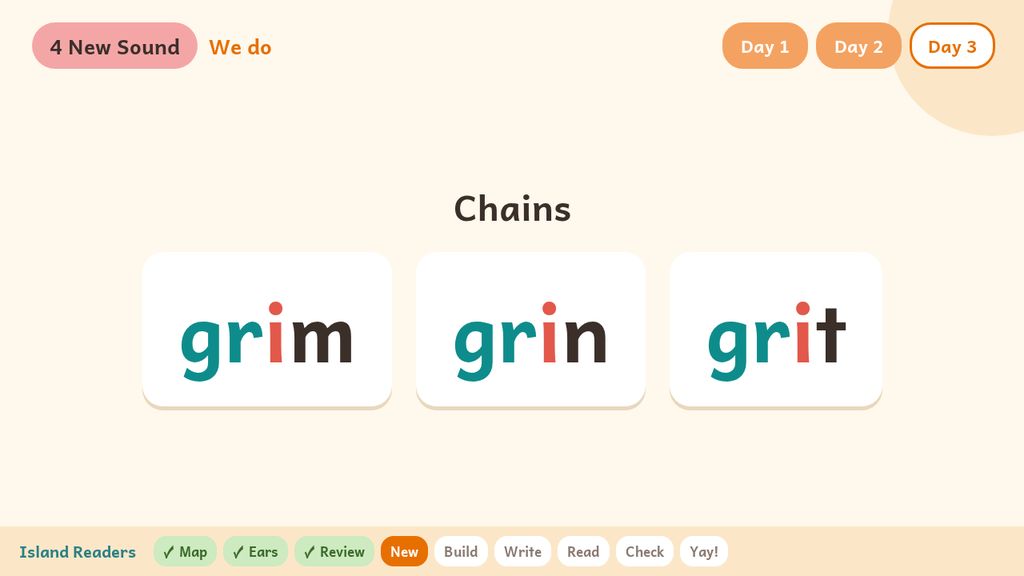 4 New Sound We do Day 1 Day 2 Day 3
Chains
grim grin grit
Island Readers ✓ Map ✓ Ears ✓ Review New Build Write Read Check Yay!